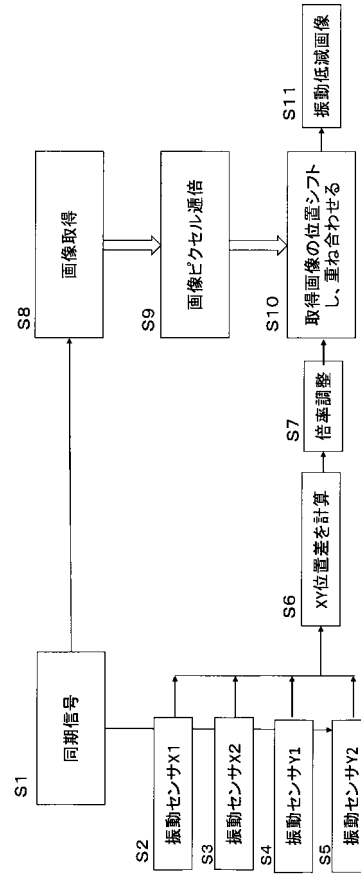 S1
同期信号
S2
振動センサX1
S3
振動センサX2
S4
振動センサY1
S5
振動センサY2
S6
XY位置差を計算
S7
倍率調整
S8
画像取得
S9
画像ピクセル逓倍
S10
取得画像の位置シフト
し、重ね合わせる
S11
振動低減画像